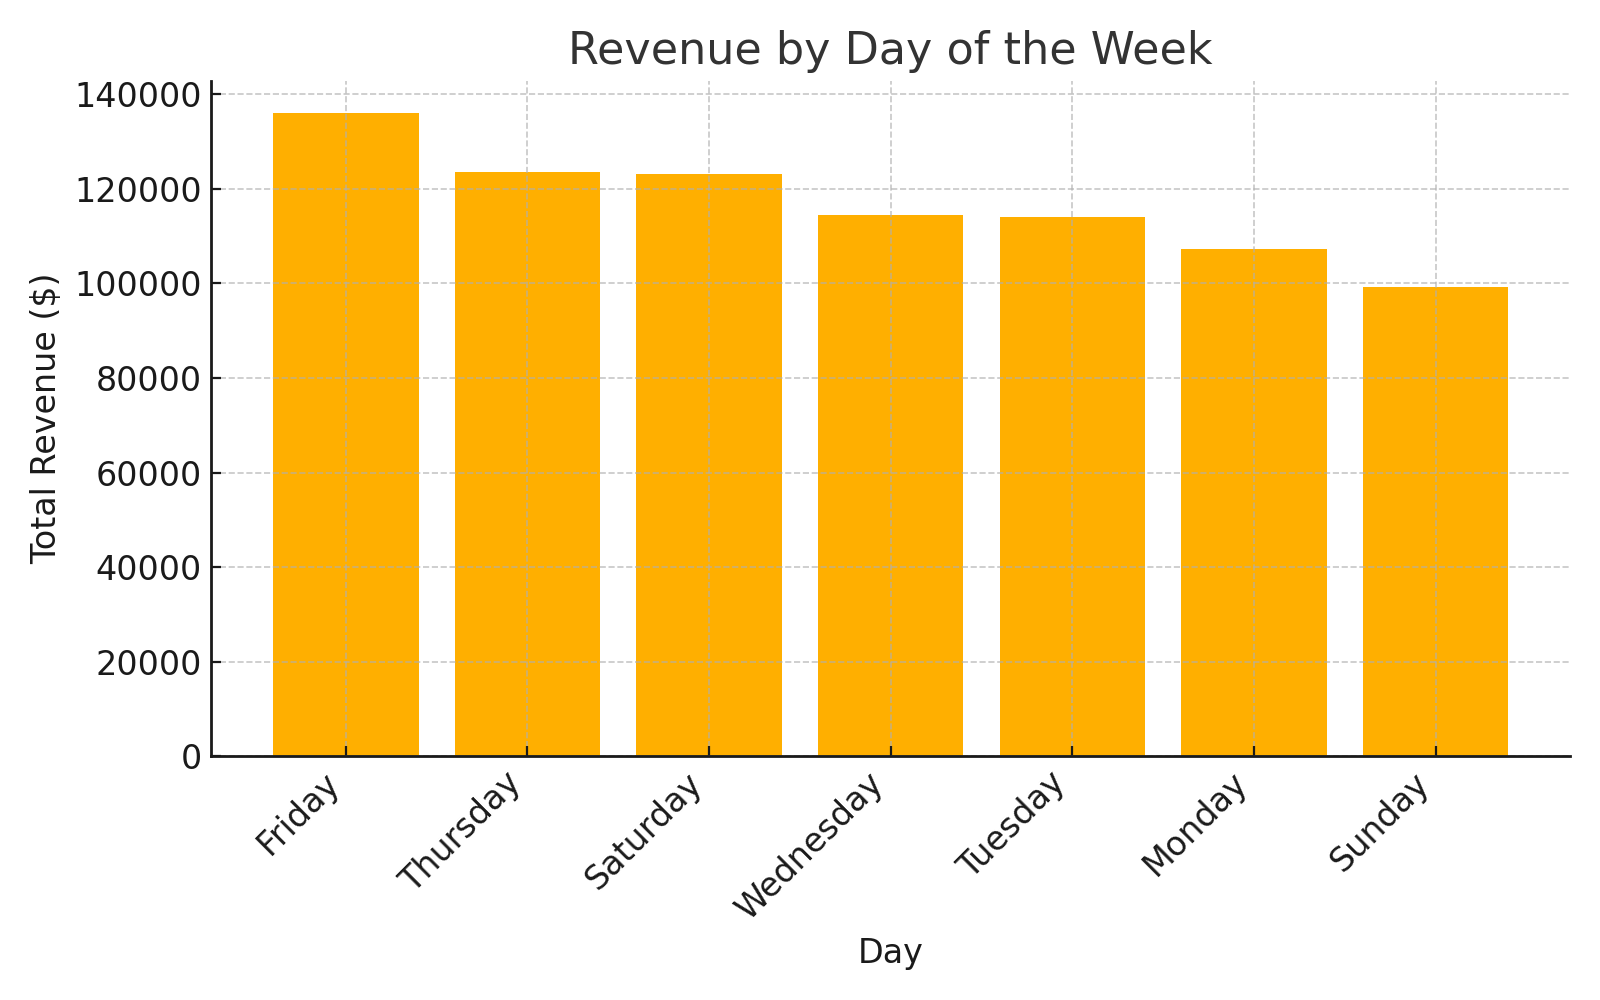 Revenue by Day of the Week
Total Revenue ($)
140000
120000
100000
80000
60000
40000
20000
0
Friday
Thursday
Saturday
Wednesday
Tuesday
Monday
Sunday
Day